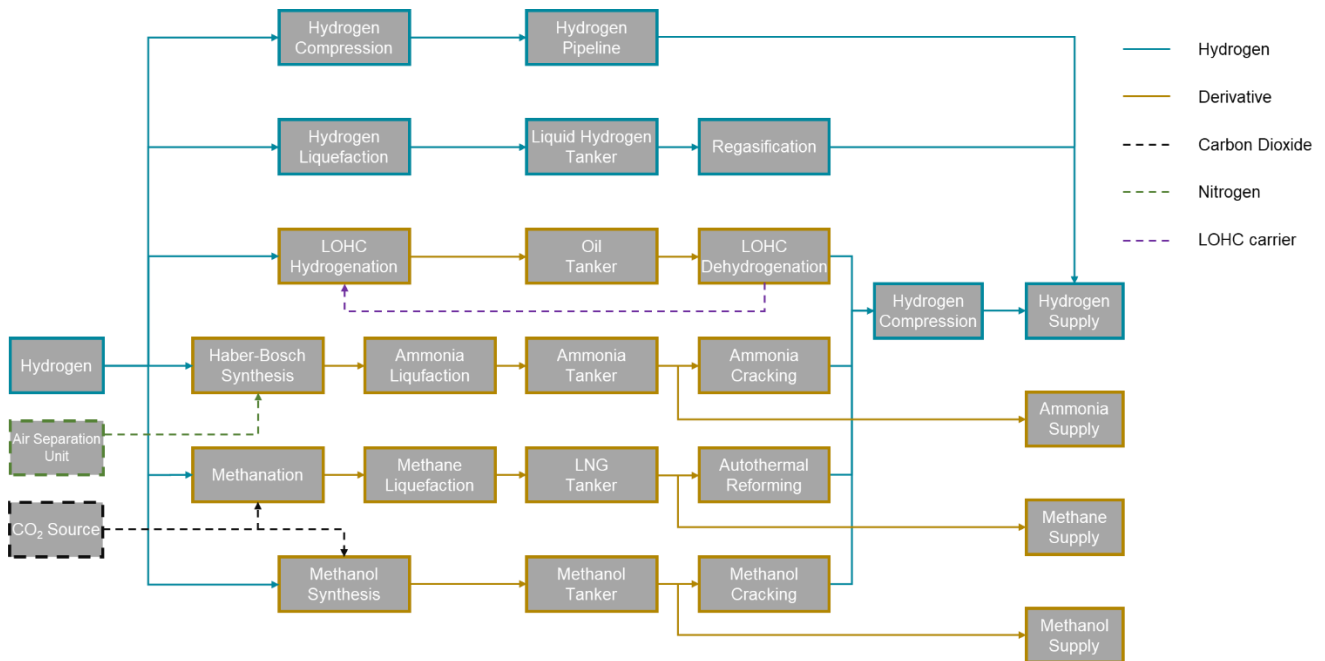 Hydrogen
Compression
Hydrogen
Pipeline
Hydrogen
Liquefaction
Liquid Hydrogen
Tanker
Regasification
LOHC
Hydrogenation
Oil
Tanker
LOHC
Dehydrogenation
Hydrogen
Compression
Hydrogen
Supply
Hydrogen
Haber-Bosch
Synthesis
Ammonia
Liqufaction
Ammonia
Tanker
Ammonia
Cracking
Ammonia
Supply
Air Separation
Unit
Methanation
Methane
Liquefaction
LNG
Tanker
Autothermal
Reforming
Methane
Supply
CO₂ Source
Methanol
Synthesis
Methanol
Tanker
Methanol
Cracking
Methanol
Supply
Hydrogen
Derivative
Carbon Dioxide
Nitrogen
LOHC carrier